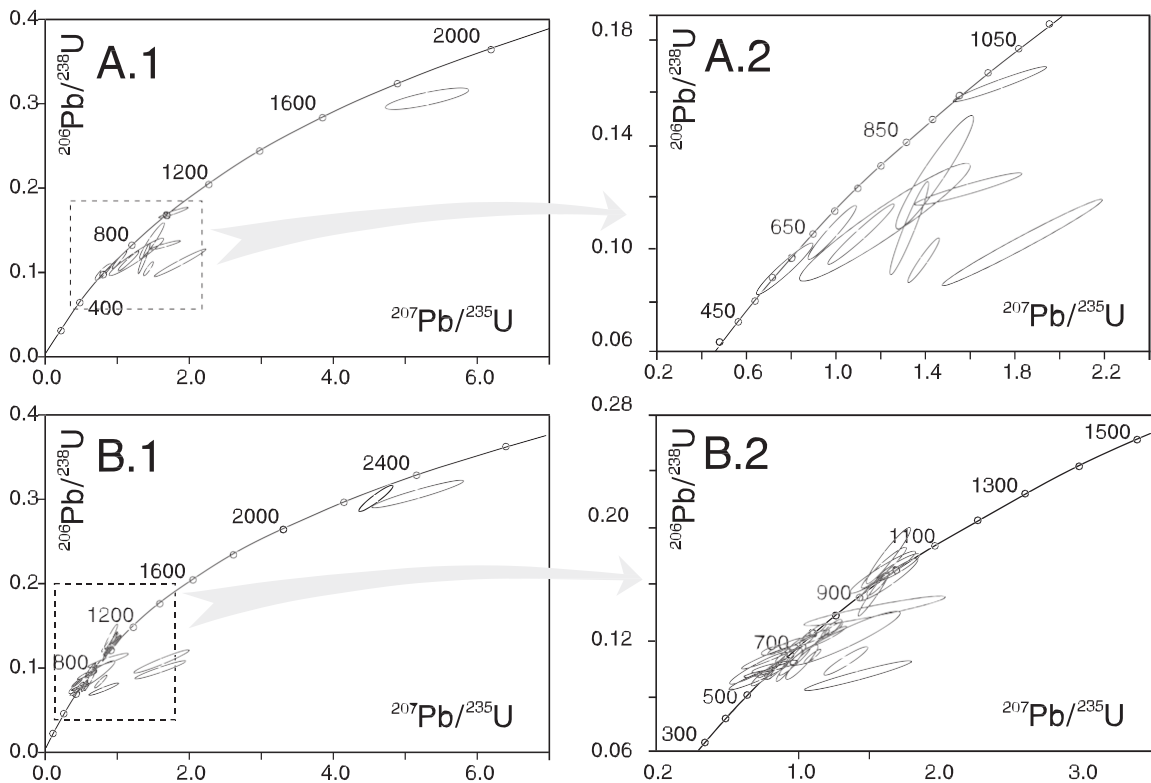 A.1
²⁰⁶Pb/²³⁸U
0.4
0.3
0.2
0.1
0.0
2000
1600
1200
800
400
²⁰⁷Pb/²³⁵U
0.0 2.0 4.0 6.0
A.2
²⁰⁶Pb/²³⁸U
0.18
0.14
0.10
0.06
1050
850
650
450
²⁰⁷Pb/²³⁵U
0.2 0.6 1.0 1.4 1.8 2.2
B.1
²⁰⁶Pb/²³⁸U
0.4
0.3
0.2
0.1
0.0
2400
2000
1600
1200
800
²⁰⁷Pb/²³⁵U
0.0 2.0 4.0 6.0
B.2
²⁰⁶Pb/²³⁸U
0.28
0.20
0.12
0.06
1500
1300
1100
900
700
500
300
²⁰⁷Pb/²³⁵U
0.2 1.0 2.0 3.0